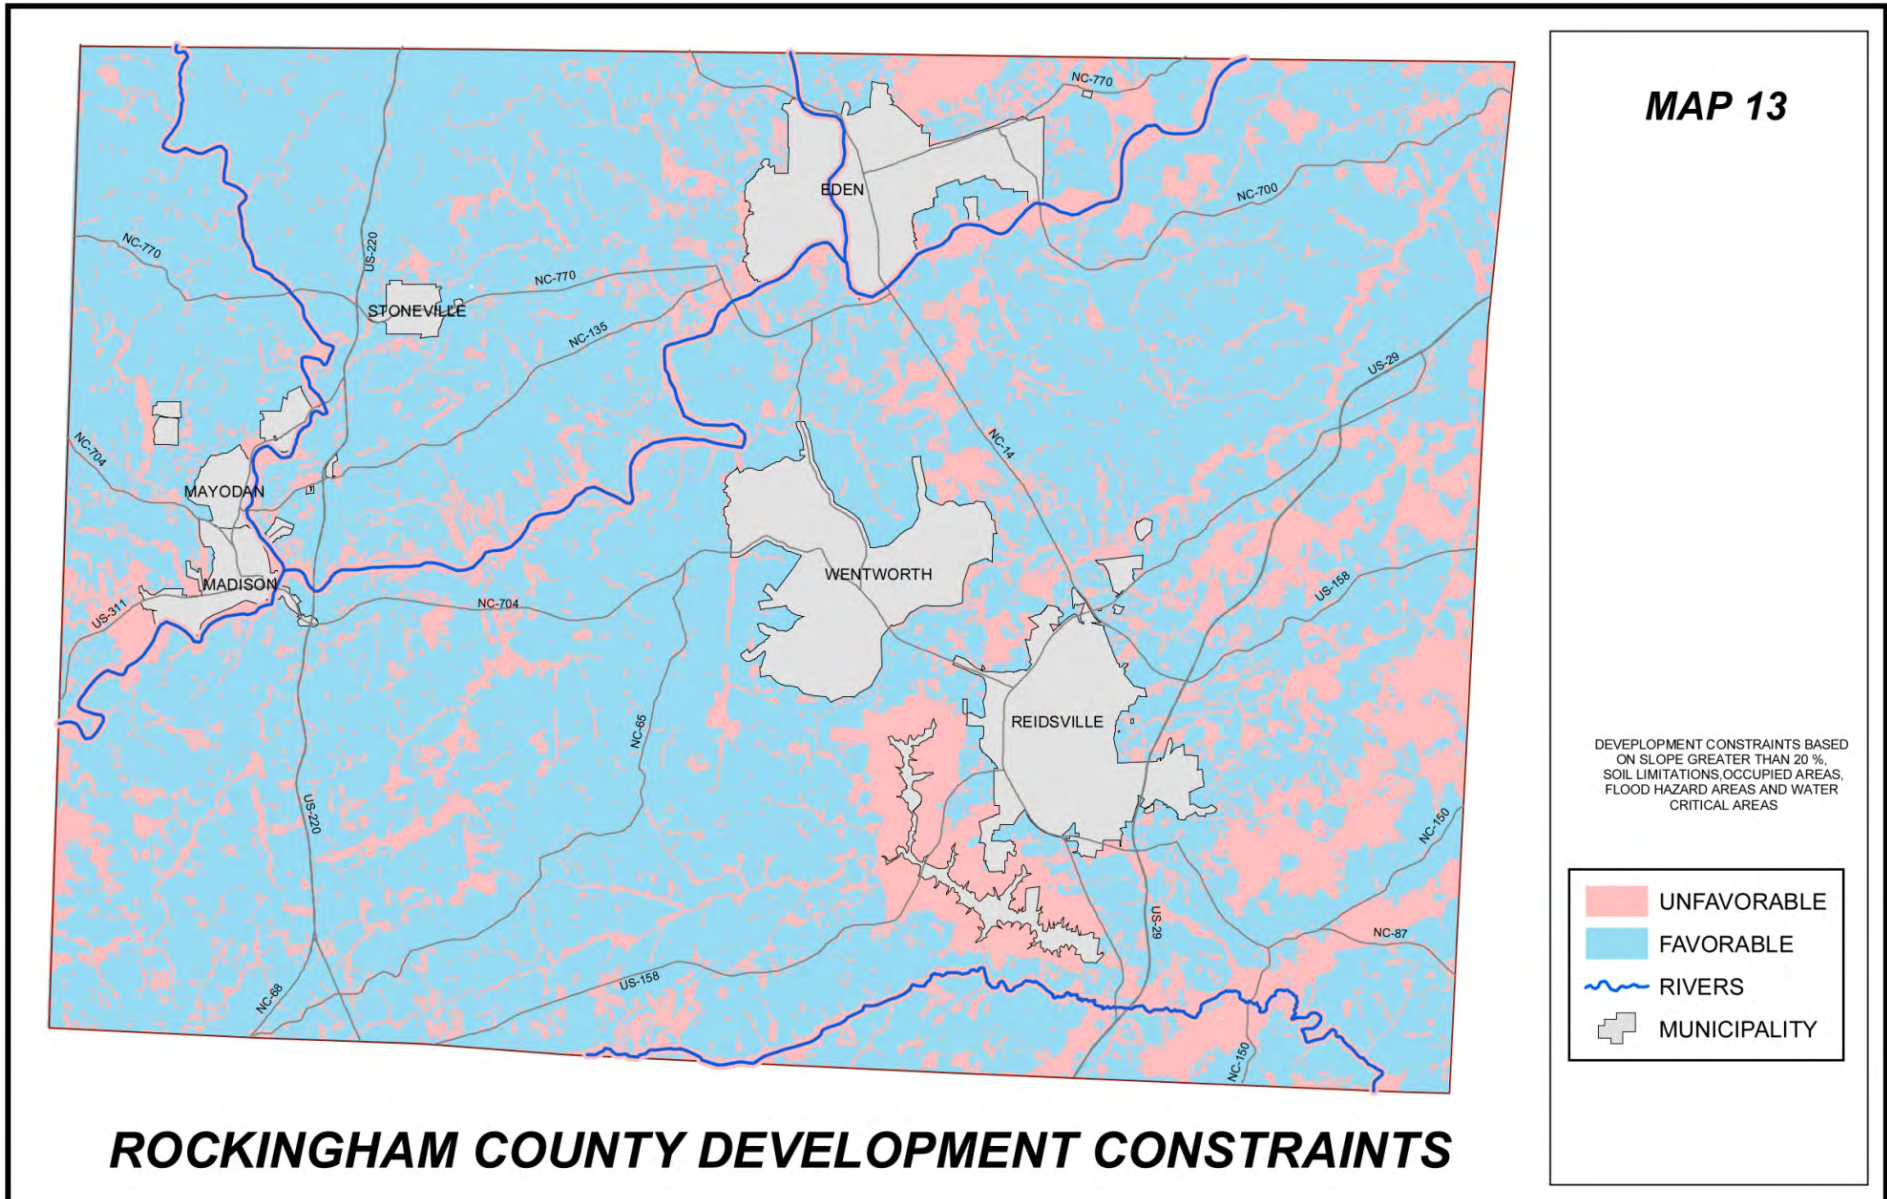 MAP 13
NC-770
EDEN
NC-700
NC-770
US-220
NC-770
STONEVILLE
NC-135
US-29
NC-704
NC-14
MAYODAN
MADISON
WENTWORTH
US-158
US-311
NC-704
REIDSVILLE
NC-65
US-220
NC-150
US-29
NC-87
US-158
NC-68
NC-150
DEVEPLOPMENT CONSTRAINTS BASED
ON SLOPE GREATER THAN 20 %,
SOIL LIMITATIONS,OCCUPIED AREAS,
FLOOD HAZARD AREAS AND WATER
CRITICAL AREAS
UNFAVORABLE
FAVORABLE
RIVERS
MUNICIPALITY
ROCKINGHAM COUNTY DEVELOPMENT CONSTRAINTS